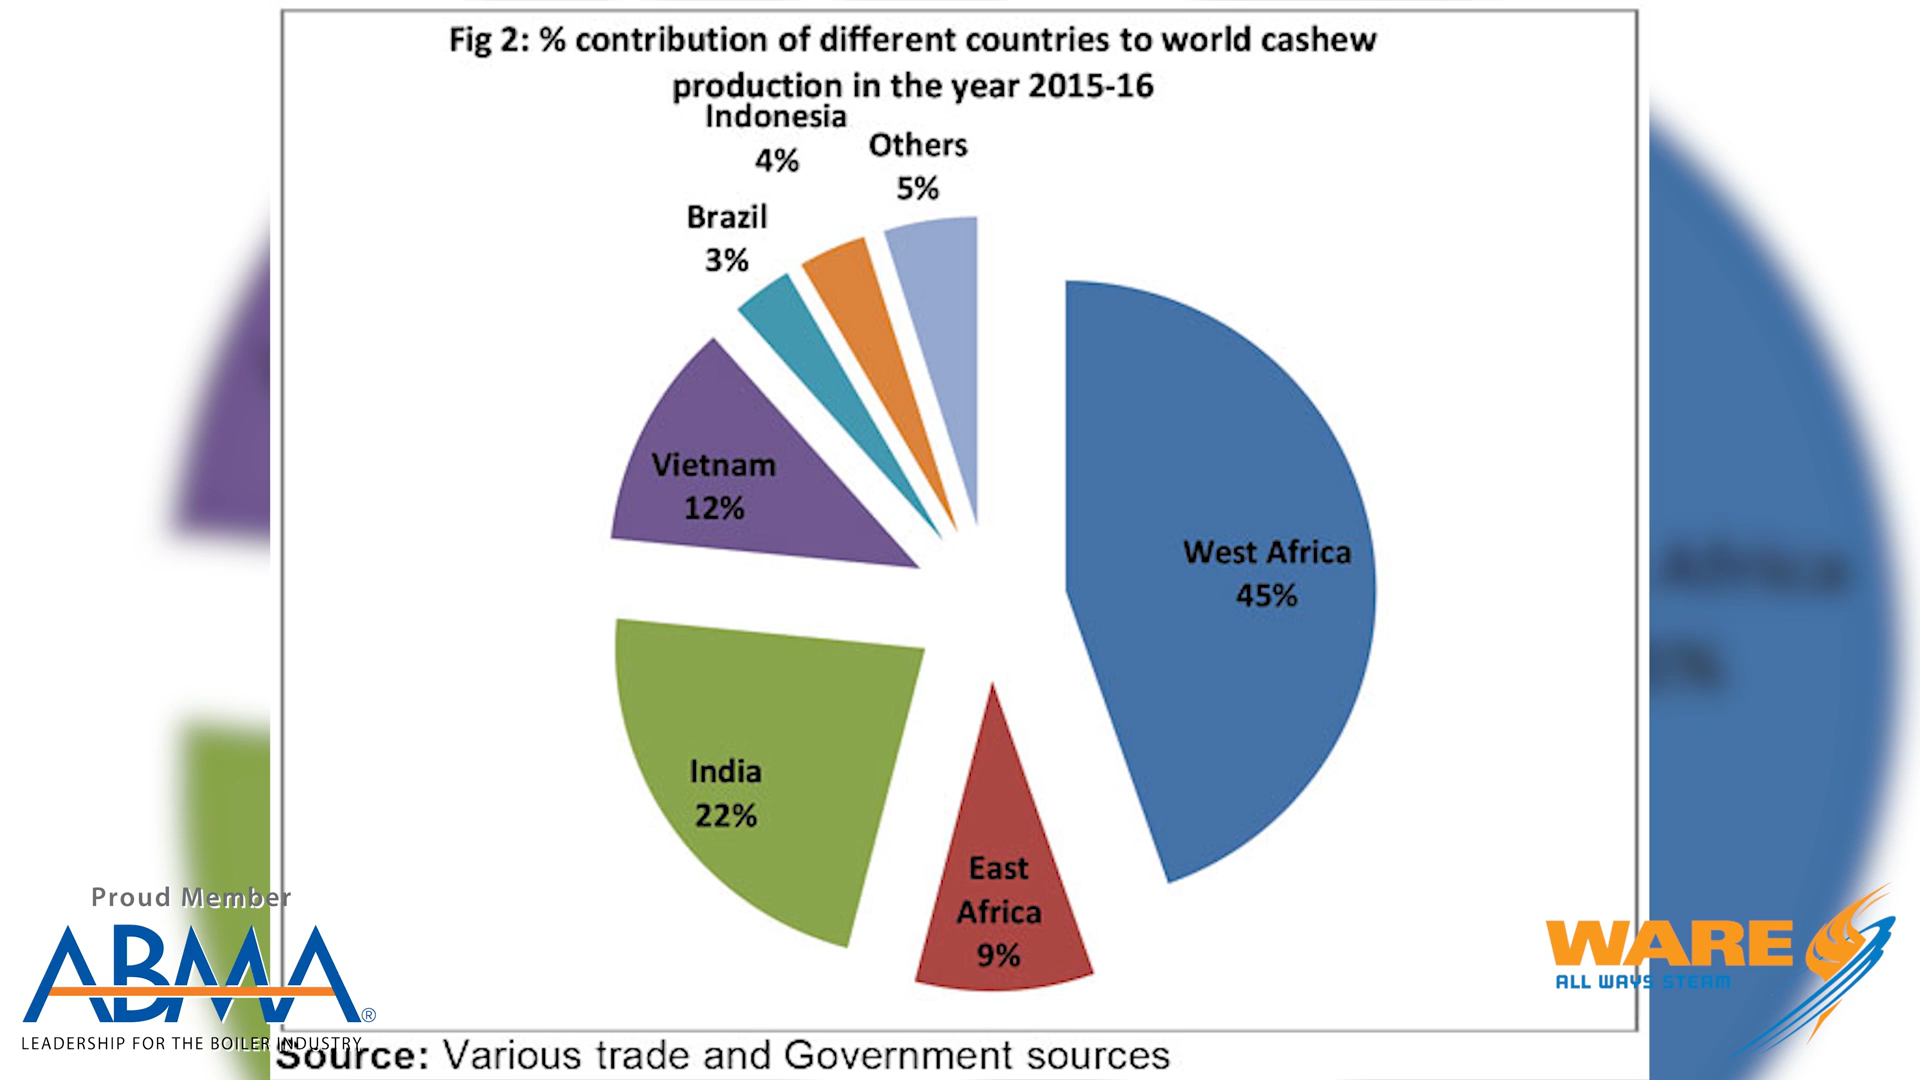 Fig 2: % contribution of different countries to world cashew
production in the year 2015-16
Indonesia
4%
Others
5%
Brazil
3%
Vietnam
12%
West Africa
45%
India
22%
East
Africa
9%
Africa
Proud Member
ABMA®
LEADERSHIP FOR THE BOILER INDUSTRY
WARE
ALL WAYS STEAM
Source: Various trade and Government sources